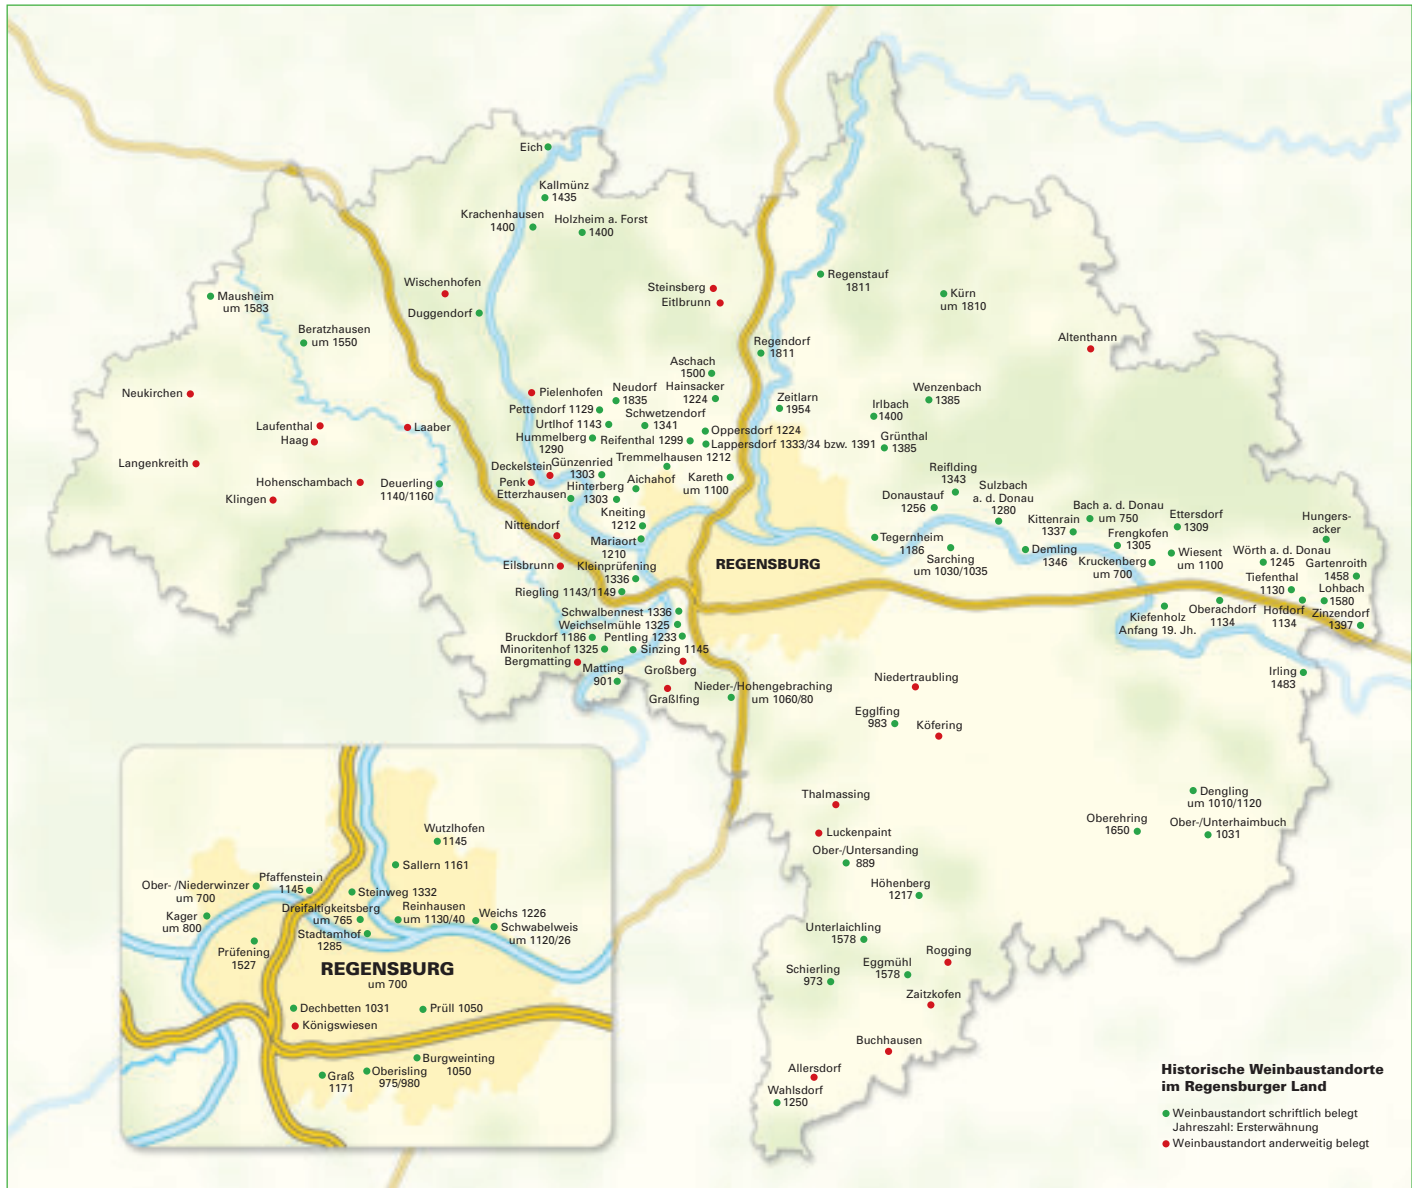 Eich
Kallmünz
1435
Krachenhausen
1400
Holzheim a. Forst
1400
Wischenhofen
Duggendorf
Mausheim
um 1583
Beratzhausen
um 1550
Steinsberg
Eitlbrunn
Regenstauf
1811
Kürn
um 1810
Altenthann
Regendorf
1811
Aschach
1500
Hainsacker
1224
Neukirchen
Pielenhofen
Neudorf
1835
Pettendorf 1129
Urtlhof 1143
Schwetzendorf
1341
Zeitlarn
1954
Irlbach
1400
Wenzenbach
1385
Laufenthal
Haag
Laaber
Hummelberg
1290
Reifenthal 1299
Oppersdorf 1224
Lappersdorf 1333/34 bzw. 1391
Grünthal
1385
Langenkreith
Klingen
Hohenschambach
Deuerling
1140/1160
Deckelstein
Penk
Etterzhausen
Günzenried
1303
Hinterberg
1303
Tremmelhausen 1212
Aichahof
Kareth
um 1100
Reiflding
1343
Donaustauf
1256
Sulzbach
a. d. Donau
1280
Kittenrain
1337
Bach a. d. Donau
um 750
Ettersdorf
1309
Hungers-
acker
Nittendorf
Kneiting
1212
Mariaort
1210
Eilsbrunn
Kleinprüfening
1336
Riegling 1143/1149
REGENSBURG
Tegernheim
1186
Sarching
um 1030/1035
Demling
1346
Frengkofen
1305
Kruckenberg
um 700
Wiesent
um 1100
Wörth a. d. Donau
1245
Gartenroith
1458
Tiefenthal
1130
Lohbach
1580
Schwalbennest 1336
Weichselmühle 1325
Bruckdorf 1186
Pentling 1233
Minoritenhof 1325
Sinzing 1145
Bergmatting
Matting
901
Großberg
Graßlfing
Nieder-/Hohengebraching
um 1060/80
Kiefenholz
Anfang 19. Jh.
Oberachdorf
1134
Hofdorf
1134
Zinzendorf
1397
Irling
1483
Niedertraubling
Egglfing
983
Köfering
Thalmassing
Luckenpaint
Ober-/Untersanding
889
Höhenberg
1217
Dengling
um 1010/1120
Oberehring
1650
Ober-/Unterhaimbuch
1031
Unterlaichling
1578
Rogging
Schierling
973
Eggmühl
1578
Zaitzkofen
Buchhausen
Allersdorf
Wahlsdorf
1250
Wutzlhofen
1145
Sallern 1161
Ober- /Niederwinzer
um 700
Pfaffenstein
1145
Steinweg 1332
Kager
um 800
Dreifaltigkeitsberg
um 765
Reinhausen
um 1130/40
Weichs 1226
Schwabelweis
um 1120/26
Stadtamhof
1285
Prüfening
1527
REGENSBURG
um 700
Dechbetten 1031
Prüll 1050
Königswiesen
Burgweinting
1050
Graß
1171
Oberisling
975/980
Historische Weinbaustandorte
im Regensburger Land
Weinbaustandort schriftlich belegt
Jahreszahl: Ersterwähnung
Weinbaustandort anderweitig belegt